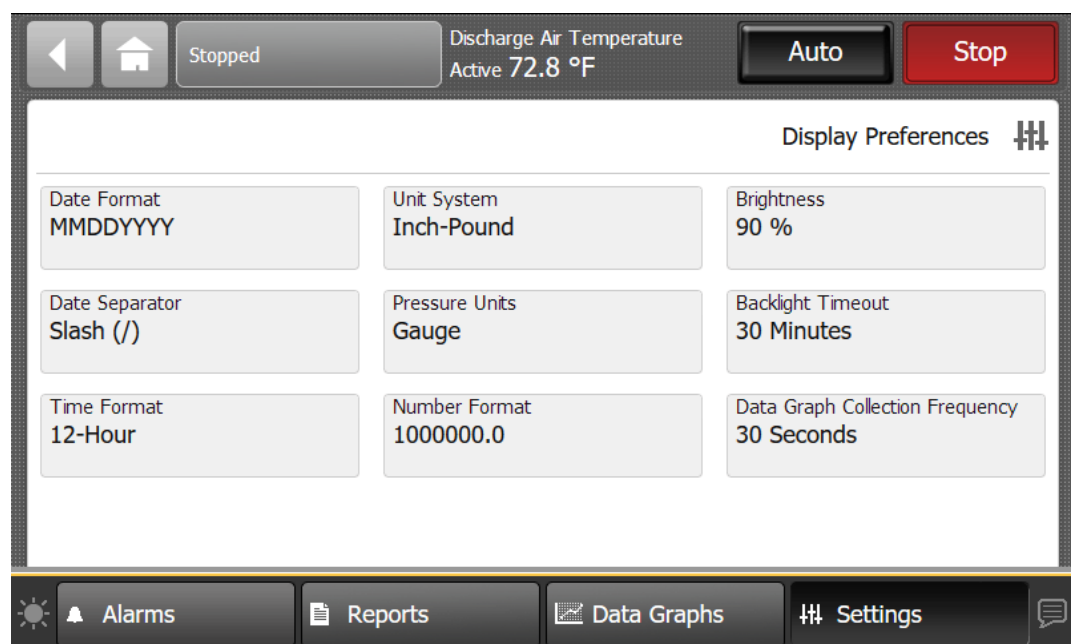 Stopped
Discharge Air Temperature
Active 72.8 °F
Auto
Stop
Display Preferences
Date Format
MMDDYYYY
Unit System
Inch-Pound
Brightness
90 %
Date Separator
Slash (/)
Pressure Units
Gauge
Backlight Timeout
30 Minutes
Time Format
12-Hour
Number Format
1000000.0
Data Graph Collection Frequency
30 Seconds
Alarms
Reports
Data Graphs
Settings